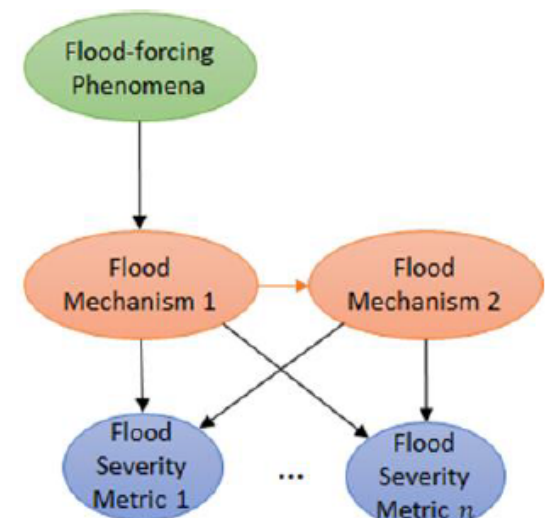 Flood-forcing
Phenomena
Flood
Mechanism 1
Flood
Mechanism 2
Flood
Severity
Metric 1
...
Flood
Severity
Metric n